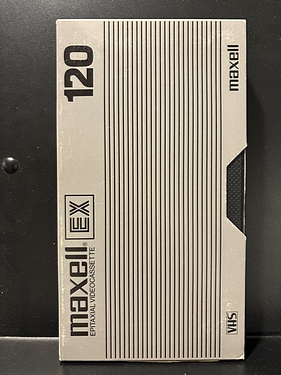 maxell® EX 120
EPITAXIAL VIDEOCASSETTE
VHS maxell